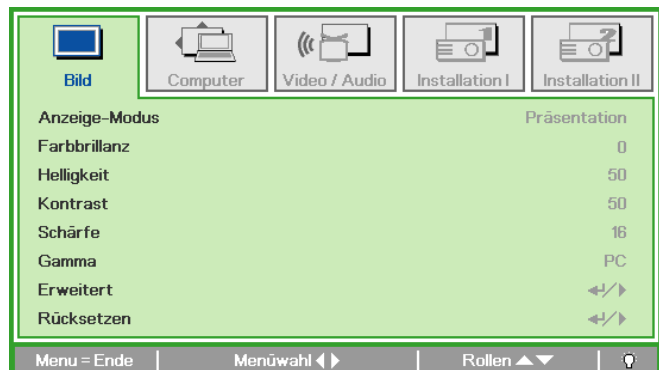 Bild Computer Video / Audio Installation I Installation II
Anzeige-Modus Präsentation
Farbbrillanz 0
Helligkeit 50
Kontrast 50
Schärfe 16
Gamma PC
Erweitert
Rücksetzen
Menu = Ende Menüwahl Rollen